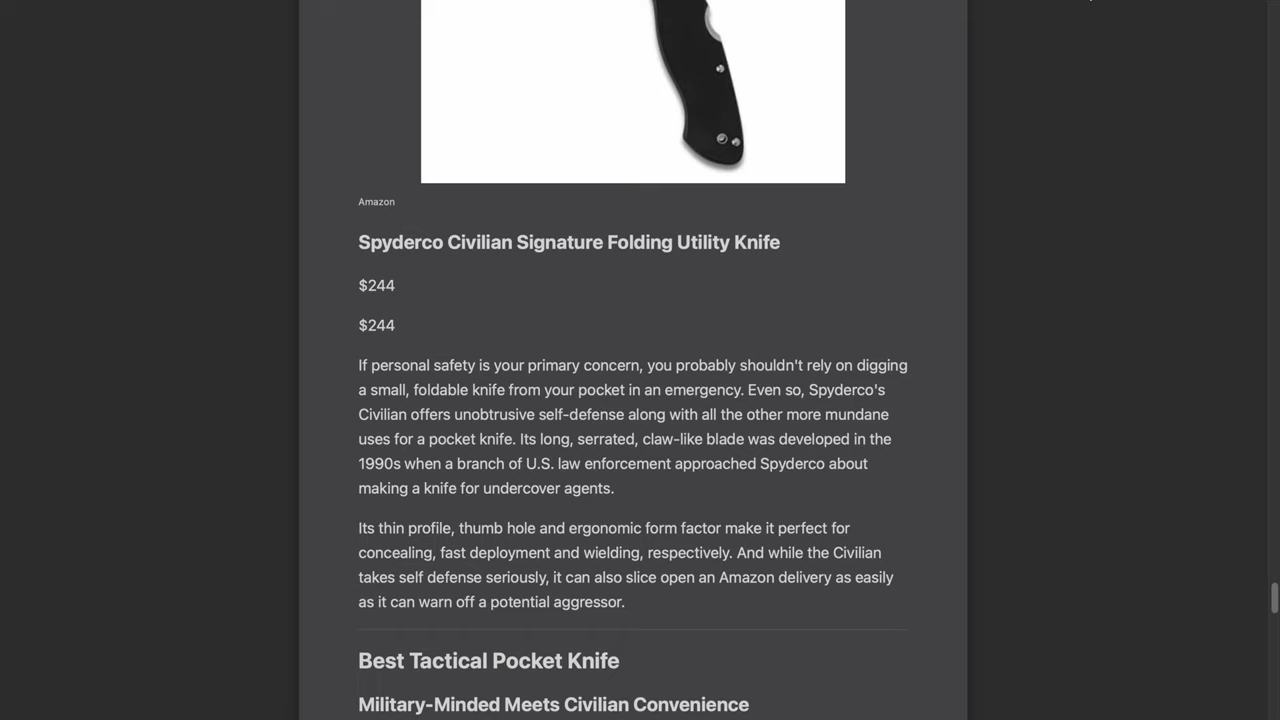 Amazon
Spyderco Civilian Signature Folding Utility Knife
$244
$244
If personal safety is your primary concern, you probably shouldn't rely on digging
a small, foldable knife from your pocket in an emergency. Even so, Spyderco's
Civilian offers unobtrusive self-defense along with all the other more mundane
uses for a pocket knife. Its long, serrated, claw-like blade was developed in the
1990s when a branch of U.S. law enforcement approached Spyderco about
making a knife for undercover agents.
Its thin profile, thumb hole and ergonomic form factor make it perfect for
concealing, fast deployment and wielding, respectively. And while the Civilian
takes self defense seriously, it can also slice open an Amazon delivery as easily
as it can warn off a potential aggressor.
Best Tactical Pocket Knife
Military-Minded Meets Civilian Convenience